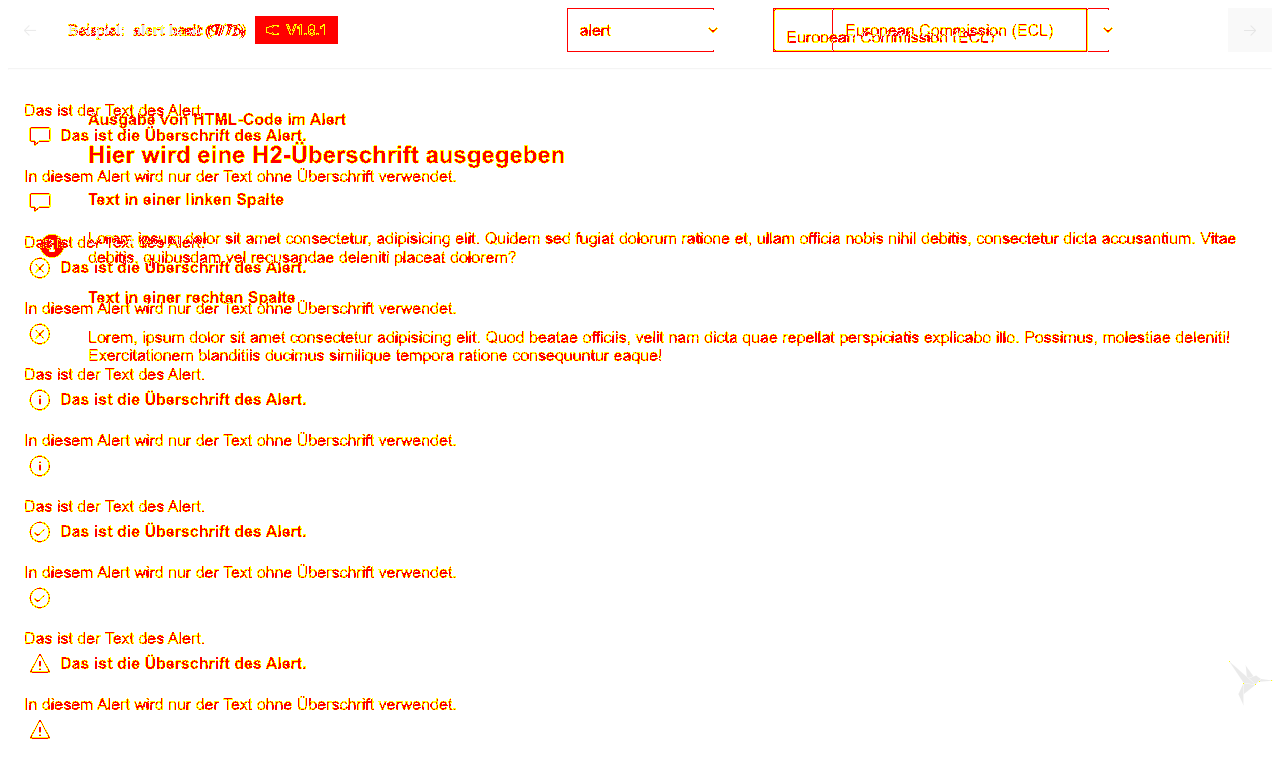 Beispiel: alert V1.0.1
alert
European Commission (ECL)
Das ist der Text des Alert.
Ausgabe von HTML-Code im Alert
Das ist die Überschrift des Alert.
Hier wird eine H2-Überschrift ausgegeben
In diesem Alert wird nur der Text ohne Überschrift verwendet.
Text in einer linken Spalte
Das ist der Text des Alert.
Lorem ipsum dolor sit amet consectetur, adipisicing elit. Quidem sed fugiat dolorum ratione et, ullam officia nobis nihil debitis, consectetur dicta accusantium. Vitae
debitis, quibusdam vel recusandae deleniti placeat dolorem?
Das ist die Überschrift des Alert.
Text in einer rechten Spalte
In diesem Alert wird nur der Text ohne Überschrift verwendet.
Lorem, ipsum dolor sit amet consectetur adipisicing elit. Quod beatae officiis, velit nam dicta quae repellat perspiciatis explicabo illo. Possimus, molestiae deleniti!
Exercitationem blanditiis ducimus similique tempora ratione consequuntur eaque!
Das ist der Text des Alert.
Das ist die Überschrift des Alert.
In diesem Alert wird nur der Text ohne Überschrift verwendet.
Das ist der Text des Alert.
Das ist die Überschrift des Alert.
In diesem Alert wird nur der Text ohne Überschrift verwendet.
Das ist der Text des Alert.
Das ist die Überschrift des Alert.
In diesem Alert wird nur der Text ohne Überschrift verwendet.